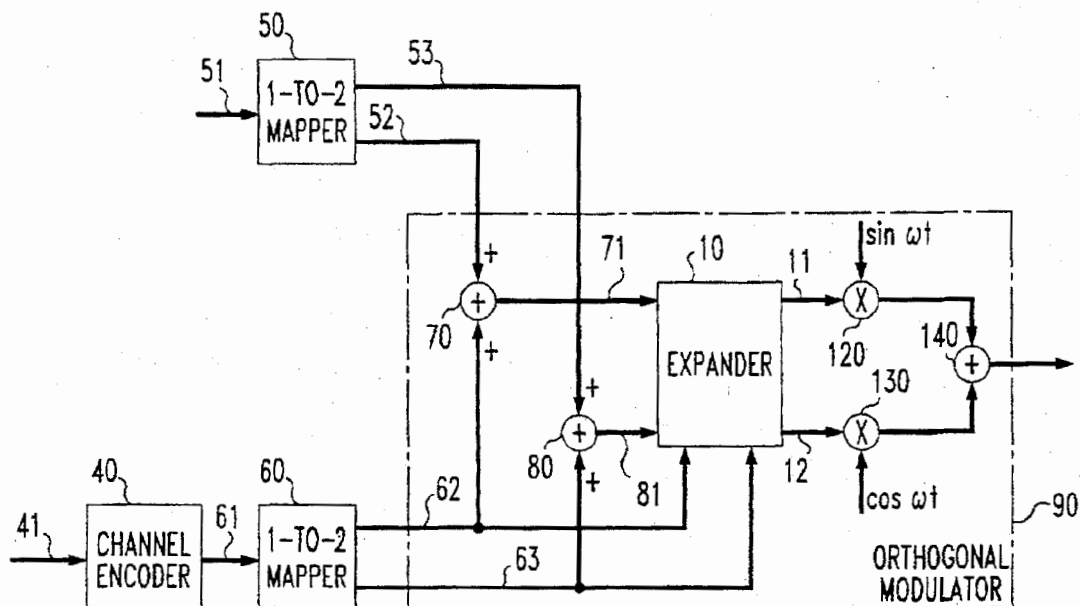 50
53
51
1-TO-2
MAPPER
52
sin ωt
+
71
10
11
+
70
X
120
140
+
+
EXPANDER
+
130
+
80
81
X
12
+
40
60
62
cos ωt
90
41
CHANNEL
ENCODER
61
1-TO-2
MAPPER
63
ORTHOGONAL
MODULATOR